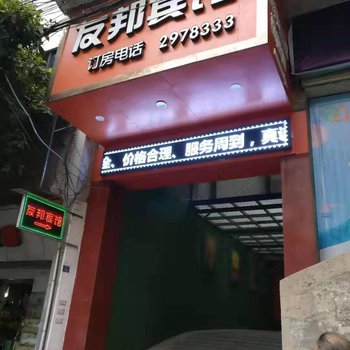 友邦宾馆
订房电话 2978333
全、价格合理、服务周到，真
友邦宾馆